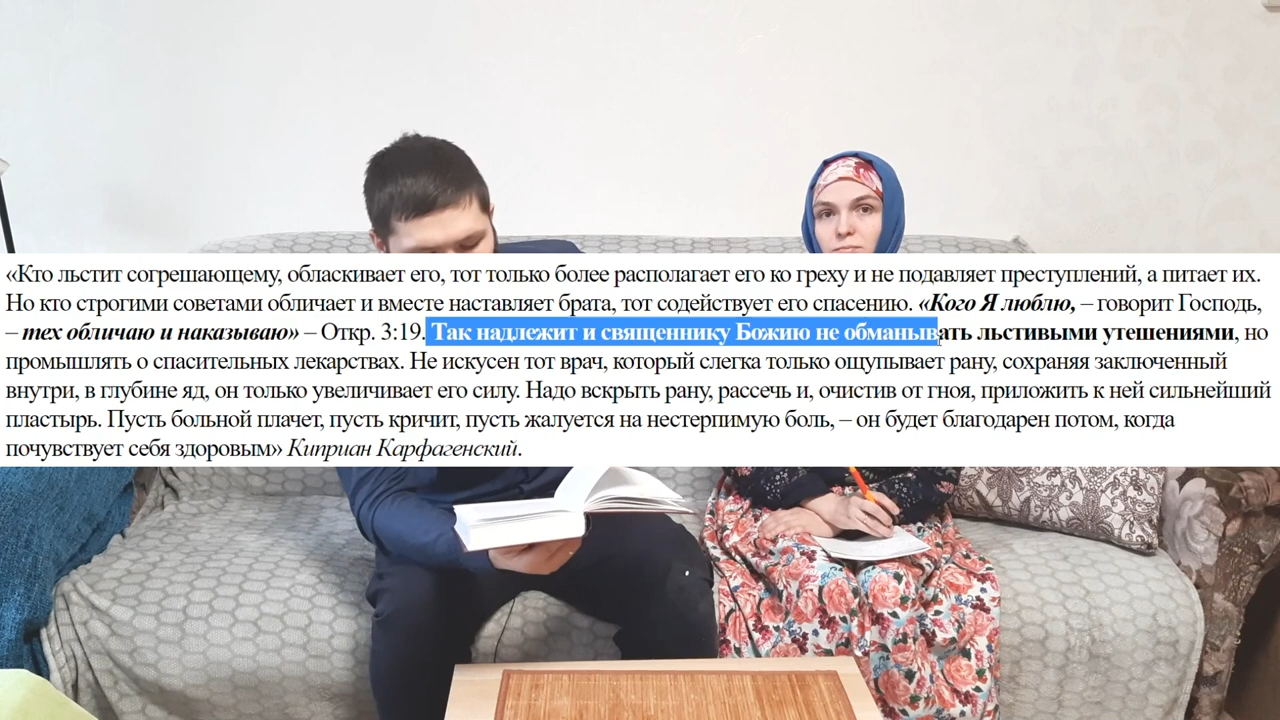 «Кто льстит согрешающему, обласкивает его, тот только более располагает его ко греху и не подавляет преступлений, а питает их.
Но кто строгими советами обличает и вместе наставляет брата, тот содействует его спасению. «Кого Я люблю, – говорит Господь,
– тех обличаю и наказываю» – Откр. 3:19. Так надлежит и священнику Божию не обманывать льстивыми утешениями, но
промышлять о спасительных лекарствах. Не искусен тот врач, который слегка только ощупывает рану, сохраняя заключенный
внутри, в глубине яд, он только увеличивает его силу. Надо вскрыть рану, рассечь и, очистив от гноя, приложить к ней сильнейший
пластырь. Пусть больной плачет, пусть кричит, пусть жалуется на нестерпимую боль, – он будет благодарен потом, когда
почувствует себя здоровым» Киприан Карфагенский.